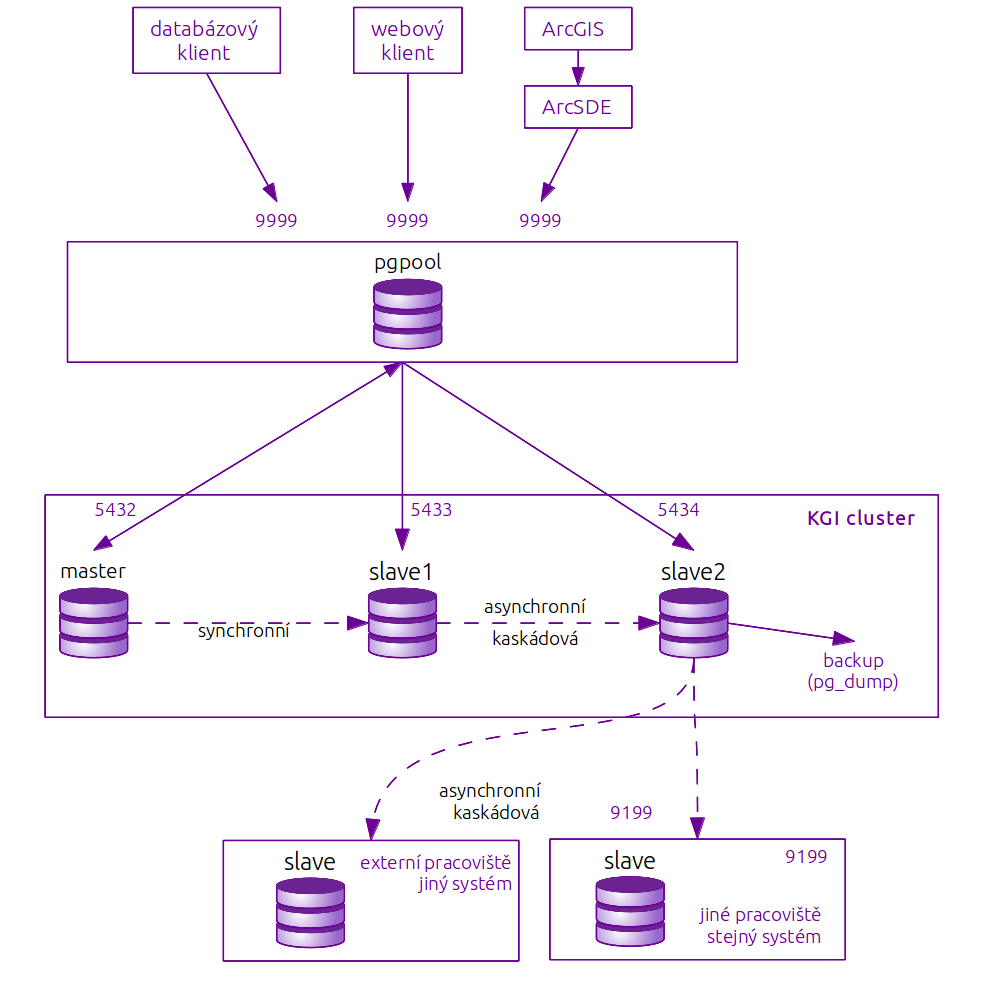 databázový
klient
webový
klient
ArcGIS
ArcSDE
9999
9999
9999
pgpool
5432
5433
5434
KGI cluster
master
slave1
slave2
synchronní
asynchronní
kaskádová
backup
(pg_dump)
asynchronní
kaskádová
9199
slave
externí pracoviště
jiný systém
slave
9199
jiné pracoviště
stejný systém